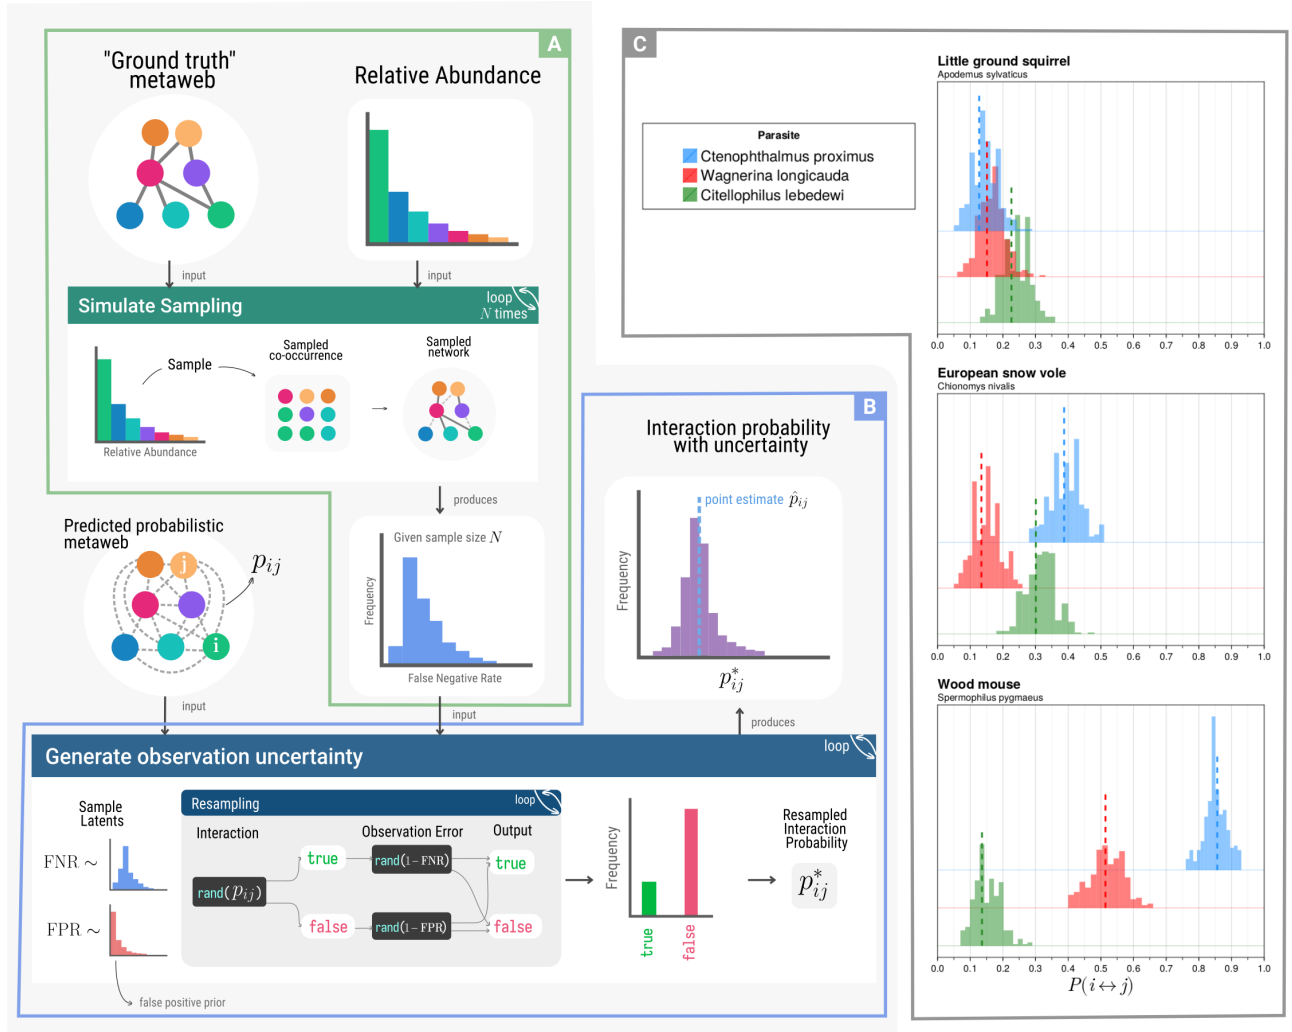 A
"Ground truth"
metaweb
Relative Abundance
input
input
Simulate Sampling
loop
N times
Sample
Sampled
co-occurrence
Sampled
network
Relative Abundance
produces
Given sample size N
Frequency
False Negative Rate
Predicted probabilistic
metaweb
j
i
p_{ij}
input
input
B
Interaction probability
with uncertainty
point estimate \hat{p}_{ij}
Frequency
p^*_{ij}
produces
Generate observation uncertainty
loop
Sample
Latents
FNR ~
FPR ~
false positive prior
Resampling
loop
Interaction
Observation Error
Output
rand(p_{ij})
true
false
rand(1-FNR)
rand(1-FPR)
true
false
Frequency
true
false
Resampled
Interaction
Probability
p^*_{ij}
C
Parasite
Ctenophthalmus proximus
Wagnerina longicauda
Citellophilus lebedewi
Little ground squirrel
Apodemus sylvaticus
0.0 0.1 0.2 0.3 0.4 0.5 0.6 0.7 0.8 0.9 1.0
European snow vole
Chionomys nivalis
0.0 0.1 0.2 0.3 0.4 0.5 0.6 0.7 0.8 0.9 1.0
Wood mouse
Spermophilus pygmaeus
0.0 0.1 0.2 0.3 0.4 0.5 0.6 0.7 0.8 0.9 1.0
P(i↔j)